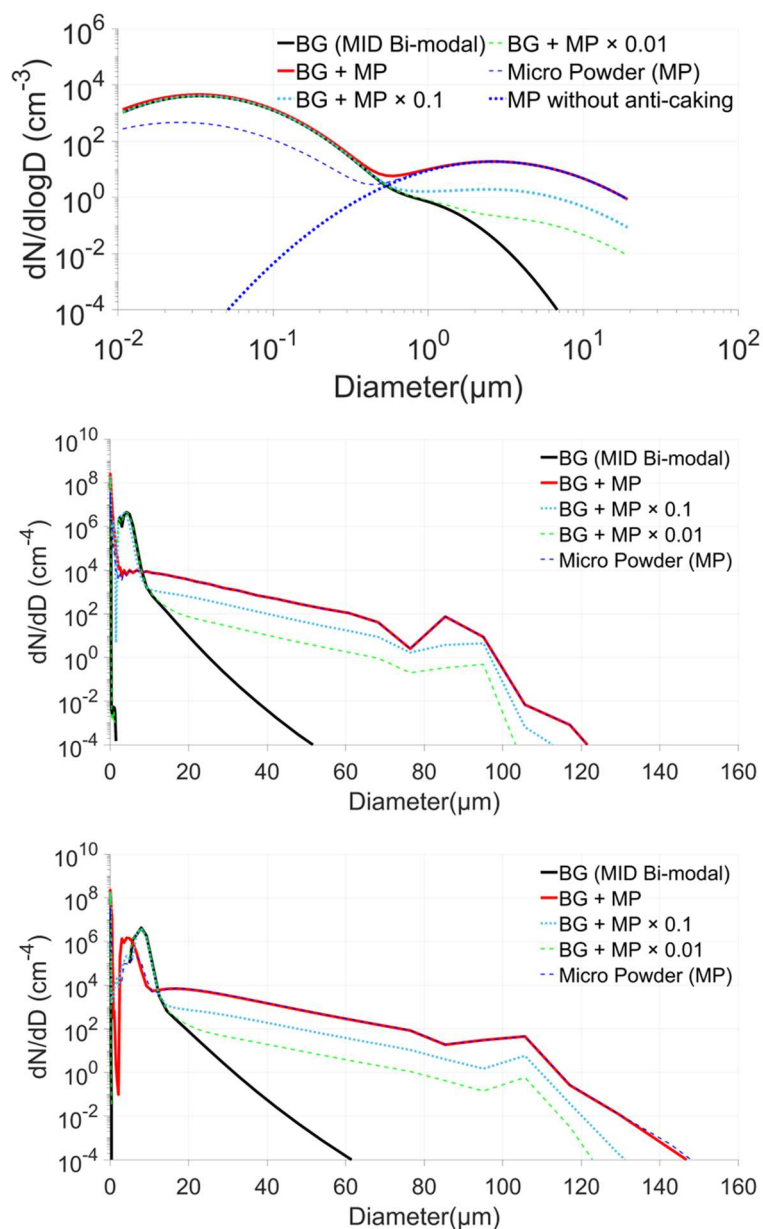 10^6
10^4
10^2
10^0
10^-2
10^-4
dN/dlogD (cm^-3)
BG (MID Bi-modal)
BG + MP
BG + MP × 0.1
BG + MP × 0.01
Micro Powder (MP)
MP without anti-caking
10^-2 10^-1 10^0 10^1 10^2
Diameter(μm)
10^10
10^8
10^6
10^4
10^2
10^0
10^-2
10^-4
dN/dD (cm^-4)
BG (MID Bi-modal)
BG + MP
BG + MP × 0.1
BG + MP × 0.01
Micro Powder (MP)
0 20 40 60 80 100 120 140 160
Diameter(μm)
10^10
10^8
10^6
10^4
10^2
10^0
10^-2
10^-4
dN/dD (cm^-4)
BG (MID Bi-modal)
BG + MP
BG + MP × 0.1
BG + MP × 0.01
Micro Powder (MP)
0 20 40 60 80 100 120 140 160
Diameter(μm)